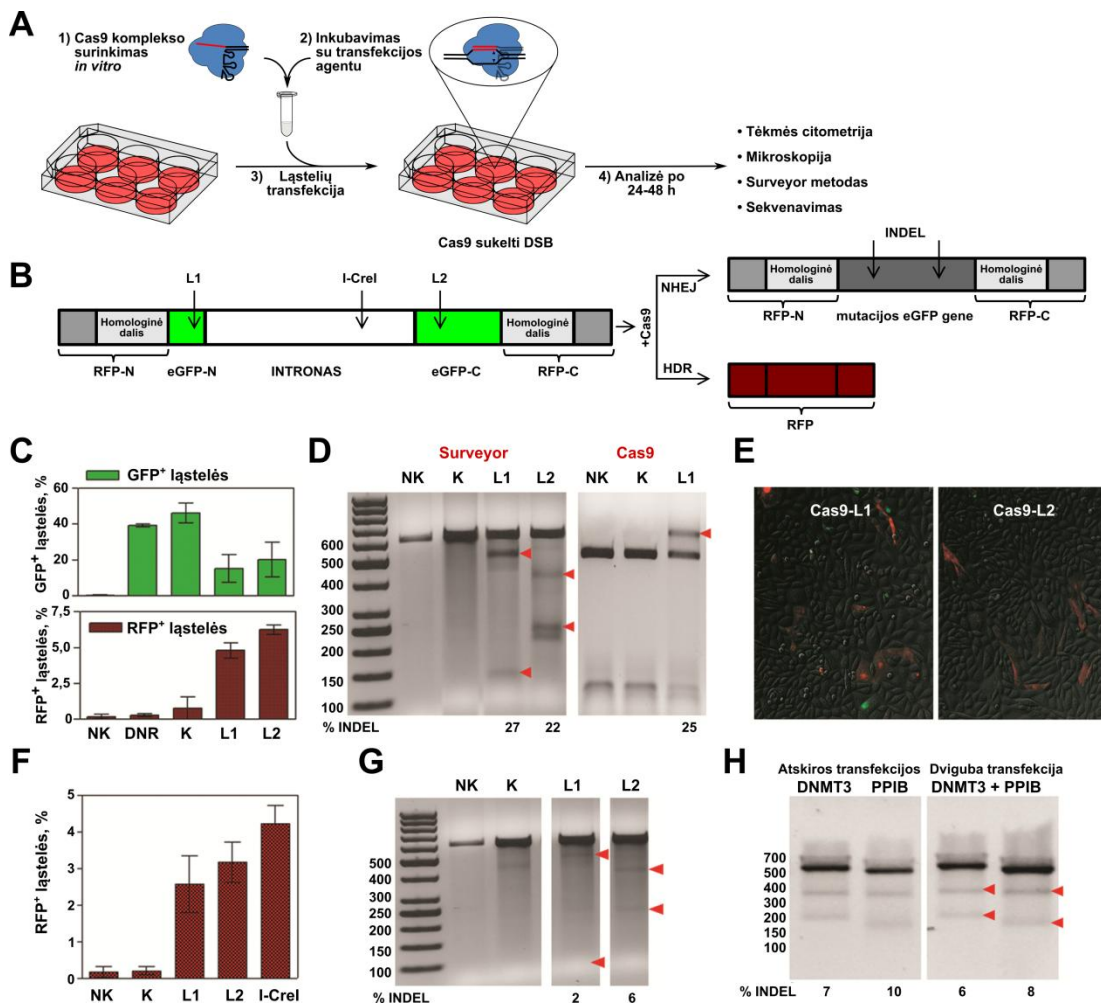 A
1) Cas9 komplekso
surinkimas
in vitro
2) Inkubavimas
su transfekcijos
agentu
3) Ląstelių
transfekcija
Cas9 sukelti DSB
4) Analizė po
24-48 h
• Tėkmės citometrija
• Mikroskopija
• Surveyor metodas
• Sekvenavimas
B
L1
I-CreI
L2
Homologinė
dalis
Homologinė
dalis
RFP-N
eGFP-N
INTRONAS
eGFP-C
RFP-C
+Cas9
NHEJ
HDR
INDEL
Homologinė
dalis
Homologinė
dalis
RFP-N
mutacijos eGFP gene
RFP-C
RFP
C
GFP+ ląstelės
GFP+ ląstelės, %
60
40
20
0
RFP+ ląstelės
RFP+ ląstelės, %
7,5
5,0
2,5
0
NK DNR K L1 L2
D
Surveyor
Cas9
NK K L1 L2
NK K L1
600
500
400
300
250
200
150
100
% INDEL 27 22 25
E
Cas9-L1
Cas9-L2
F
RFP+ ląstelės, %
5
4
3
2
1
0
NK K L1 L2 I-CreI
G
NK K L1 L2
500
400
300
250
200
150
100
% INDEL 2 6
H
Atskiros transfekcijos
DNMT3 PPIB
Dviguba transfekcija
DNMT3 + PPIB
700
500
400
300
200
150
100
% INDEL 7 10 6 8